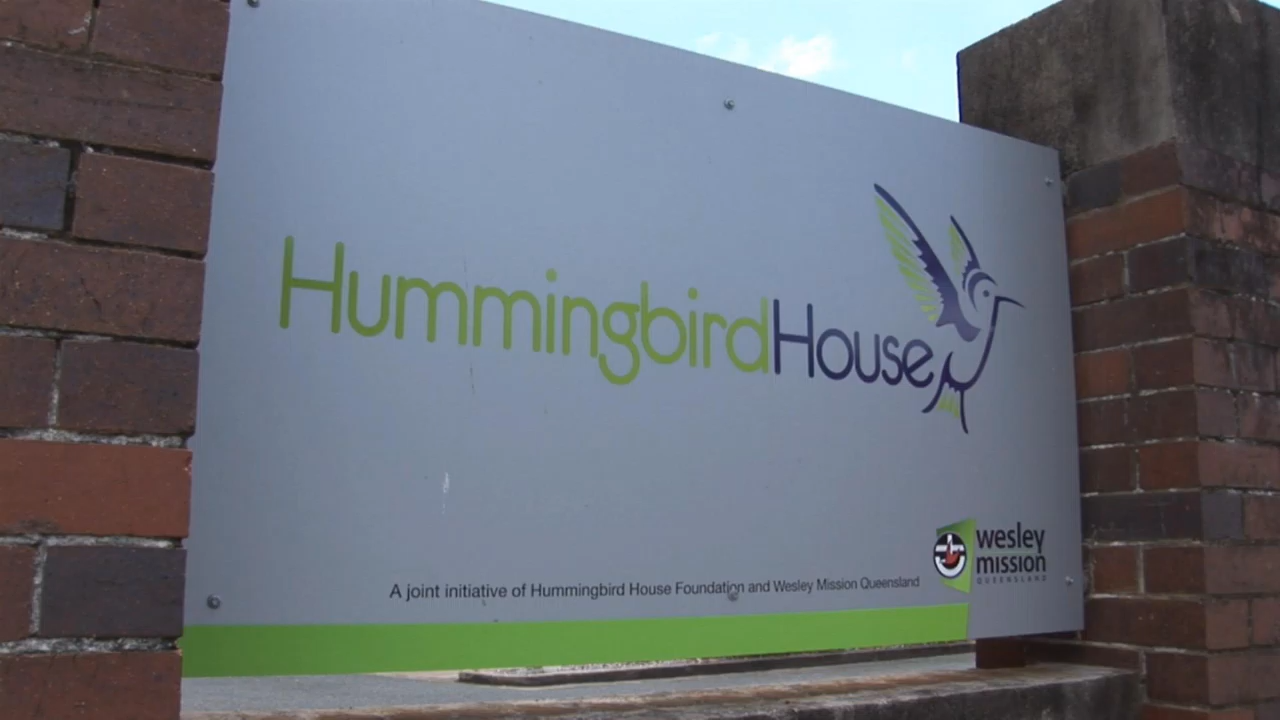 HummingbirdHouse
A joint initiative of Hummingbird House Foundation and Wesley Mission Queensland
wesley
mission
QUEENSLAND